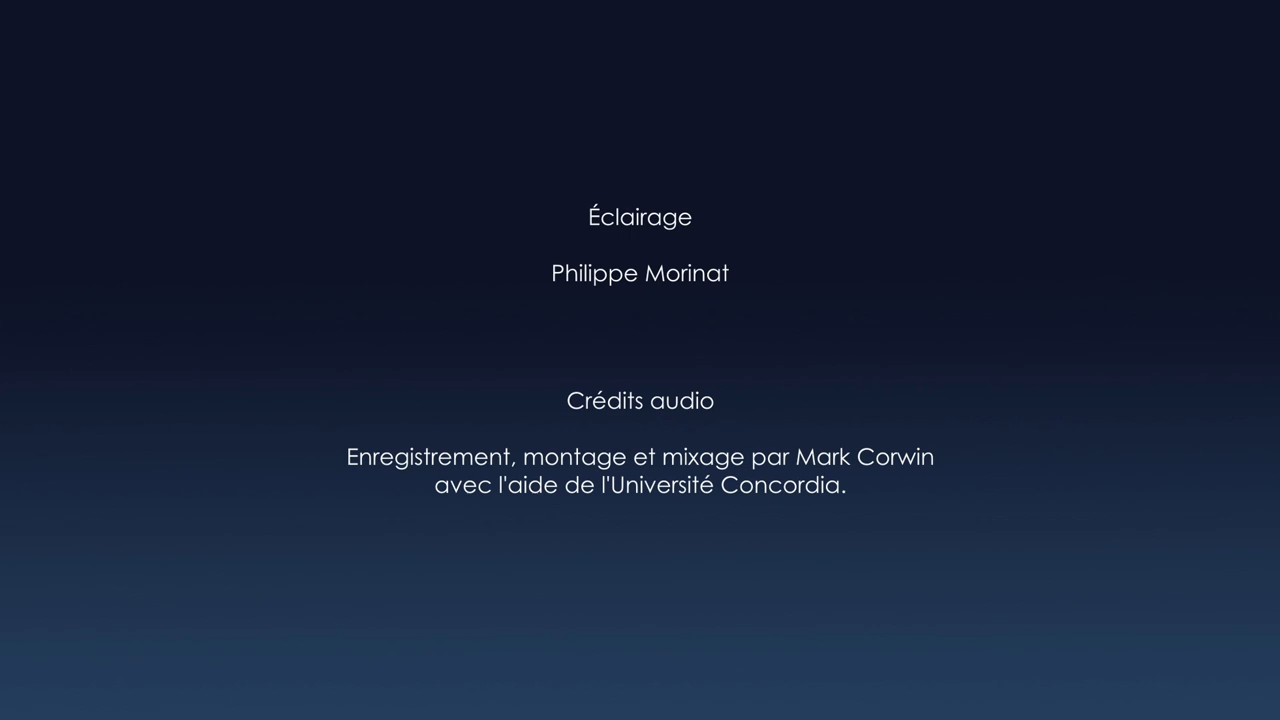 Éclairage
Philippe Morinat
Crédits audio
Enregistrement, montage et mixage par Mark Corwin
avec l'aide de l'Université Concordia.